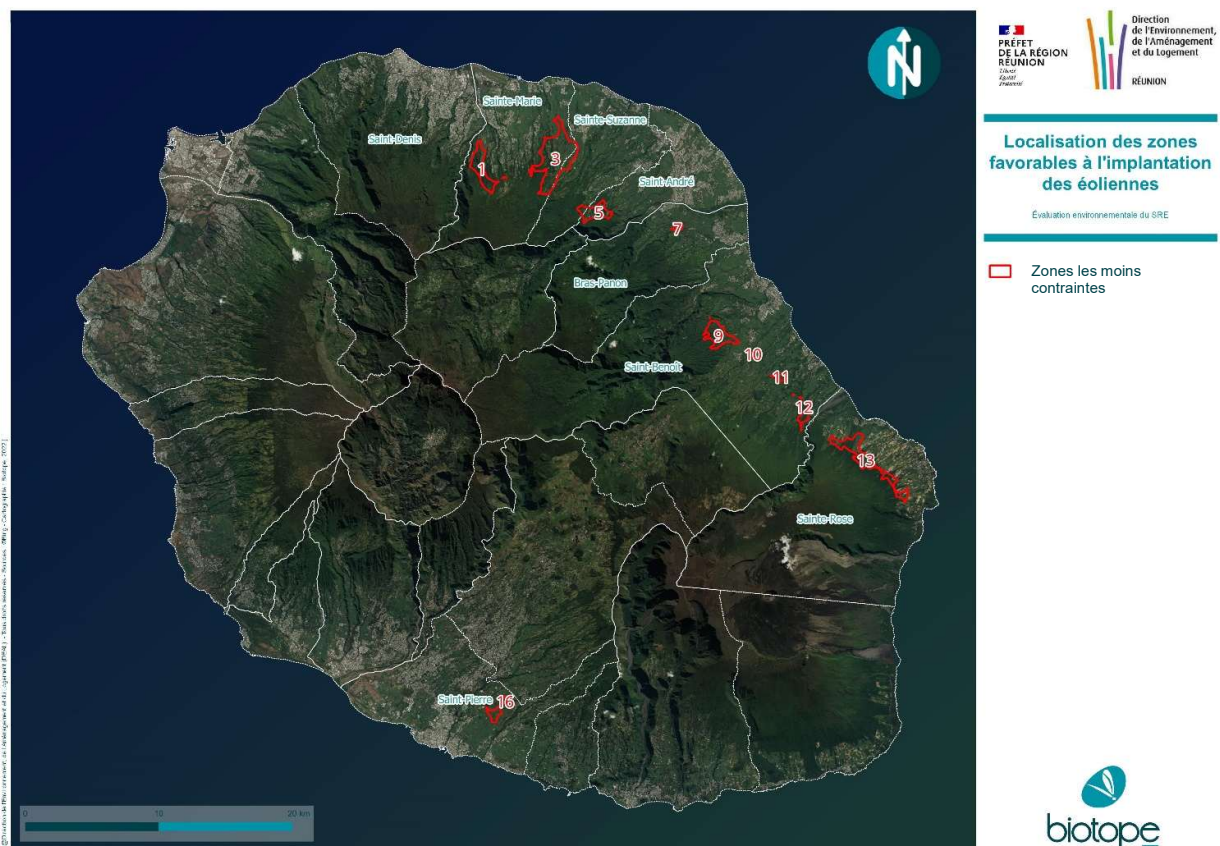 N
Saint-Denis
Sainte-Marie
Sainte-Suzanne
Saint-André
Bras-Panon
Saint-Benoît
Sainte-Rose
Saint-Pierre
1
3
5
7
9
10
11
12
13
16
0
10
20 km
PRÉFET
DE LA RÉGION
RÉUNION
Liberté
Égalité
Fraternité
Direction
de l'Environnement,
de l'Aménagement
et du Logement
RÉUNION
Localisation des zones
favorables à l'implantation
des éoliennes
Évaluation environnementale du SRE
Zones les moins
contraintes
biotope